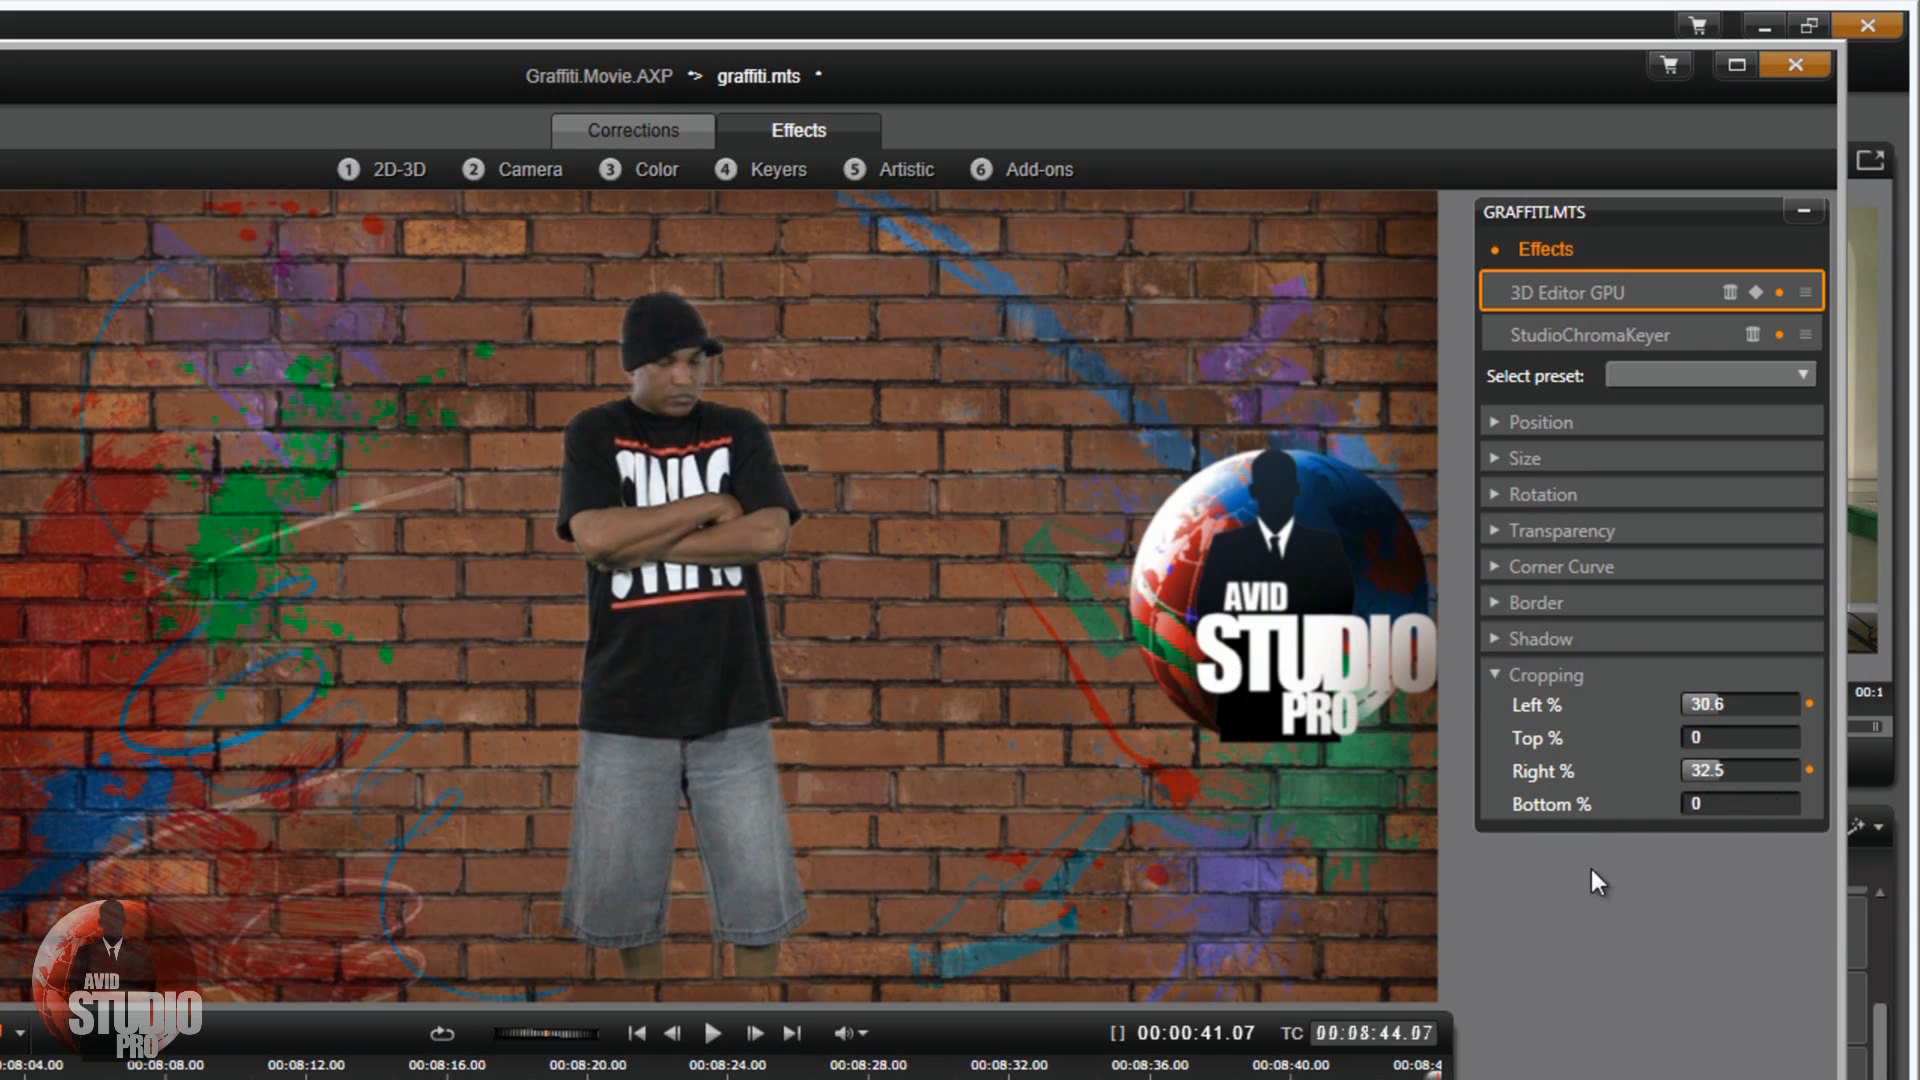 Graffiti.Movie.AXP •> graffiti.mts •
Corrections Effects
1 2D-3D 2 Camera 3 Color 4 Keyers 5 Artistic 6 Add-ons
GRAFFITI.MTS
Effects
3D Editor GPU
StudioChromaKeyer
Select preset:
Position
Size
Rotation
Transparency
Corner Curve
Border
Shadow
Cropping
Left % 30.6
Top % 0
Right % 32.5
Bottom % 0
SWAG
AVID
STUDIO
PRO
00:1
AVID
STUDIO
PRO
[ ] 00:00:41.07 TC 00:08:44.07
:08:04.00 00:08:08.00 00:08:12.00 00:08:16.00 00:08:20.00 00:08:24.00 00:08:28.00 00:08:32.00 00:08:36.00 00:08:40.00 00:08:4